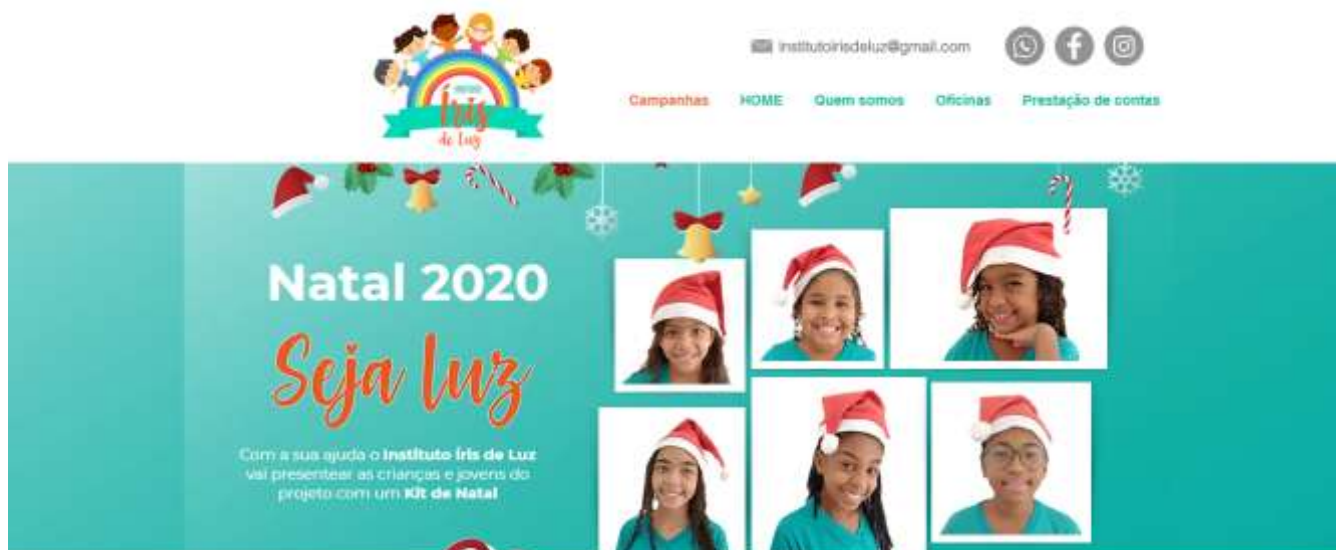 institutoirisdeluz@gmail.com
Íris
de Luz
Campanhas HOME Quem somos Oficinas Prestação de contas
Natal 2020
Seja luz
Com a sua ajuda o Instituto Íris de Luz
vai presentear as crianças e jovens do
projeto com um Kit de Natal